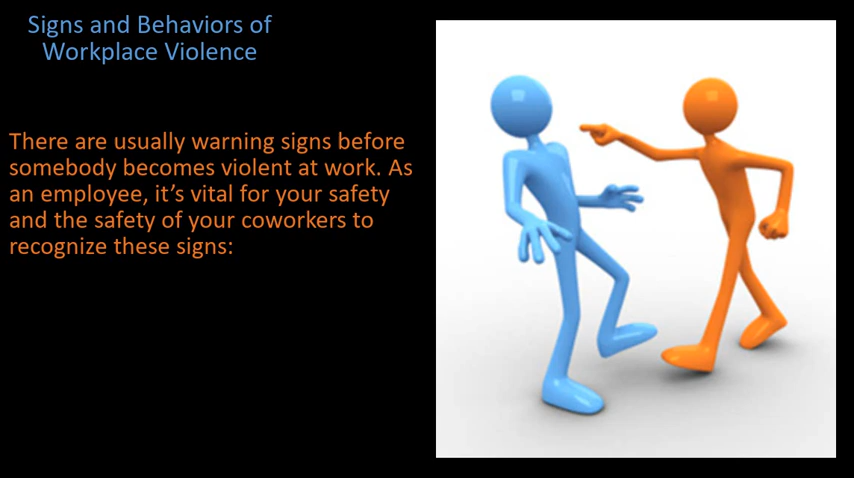 Signs and Behaviors of
Workplace Violence
There are usually warning signs before
somebody becomes violent at work. As
an employee, it’s vital for your safety
and the safety of your coworkers to
recognize these signs: